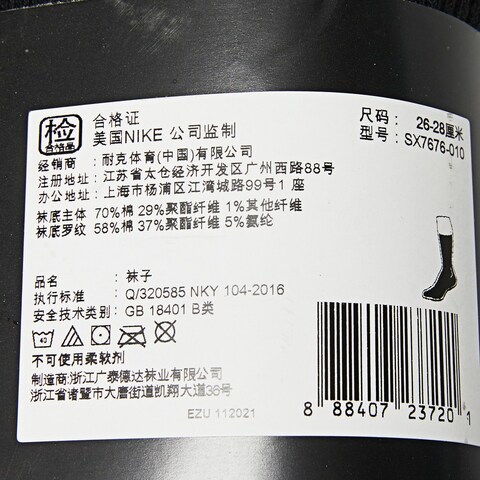 检
合格品
合格证
美国NIKE 公司监制
经销商 : 耐克体育(中国)有限公司
注册地址 : 江苏省太仓经济开发区广州西路88号
办公地址 : 上海市杨浦区江湾城路99号1 座
袜底主体 70%棉 29%聚酯纤维 1%其他纤维
袜底罗纹 58%棉 37%聚酯纤维 5%氨纶
尺码 : 26-28厘米
型号 : SX7676-010
品名 : 袜子
执行标准 : Q/320585 NKY 104-2016
安全技术类别 : GB 18401 B类
40
不可使用柔软剂
制造商:浙江广泰德达袜业有限公司
浙江省诸暨市大唐街道凯翔大道36号
EZU 112021
8 88407 23720 1